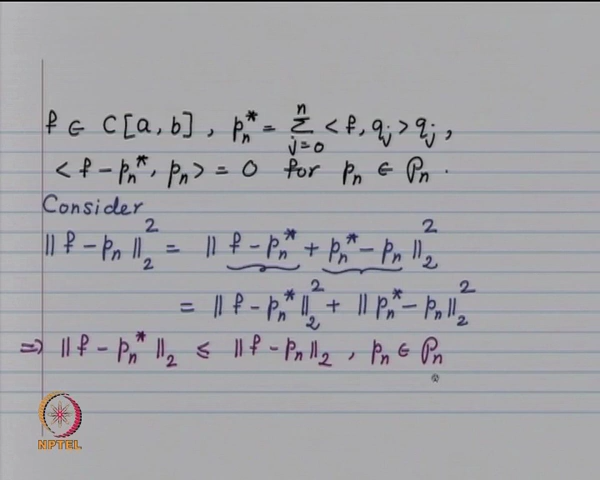 f ∈ C[a, b], p_n^* = Σ_{j=0}^{n} <f, q_j> q_j,
<f - p_n^*, p_n> = 0 for p_n ∈ 𝒫_n.
Consider
‖f - p_n‖_2^2 = ‖f - p_n^* + p_n^* - p_n‖_2^2
= ‖f - p_n^*‖_2^2 + ‖p_n^* - p_n‖_2^2
⇒ ‖f - p_n^*‖_2 ≤ ‖f - p_n‖_2, p_n ∈ 𝒫_n
NPTEL